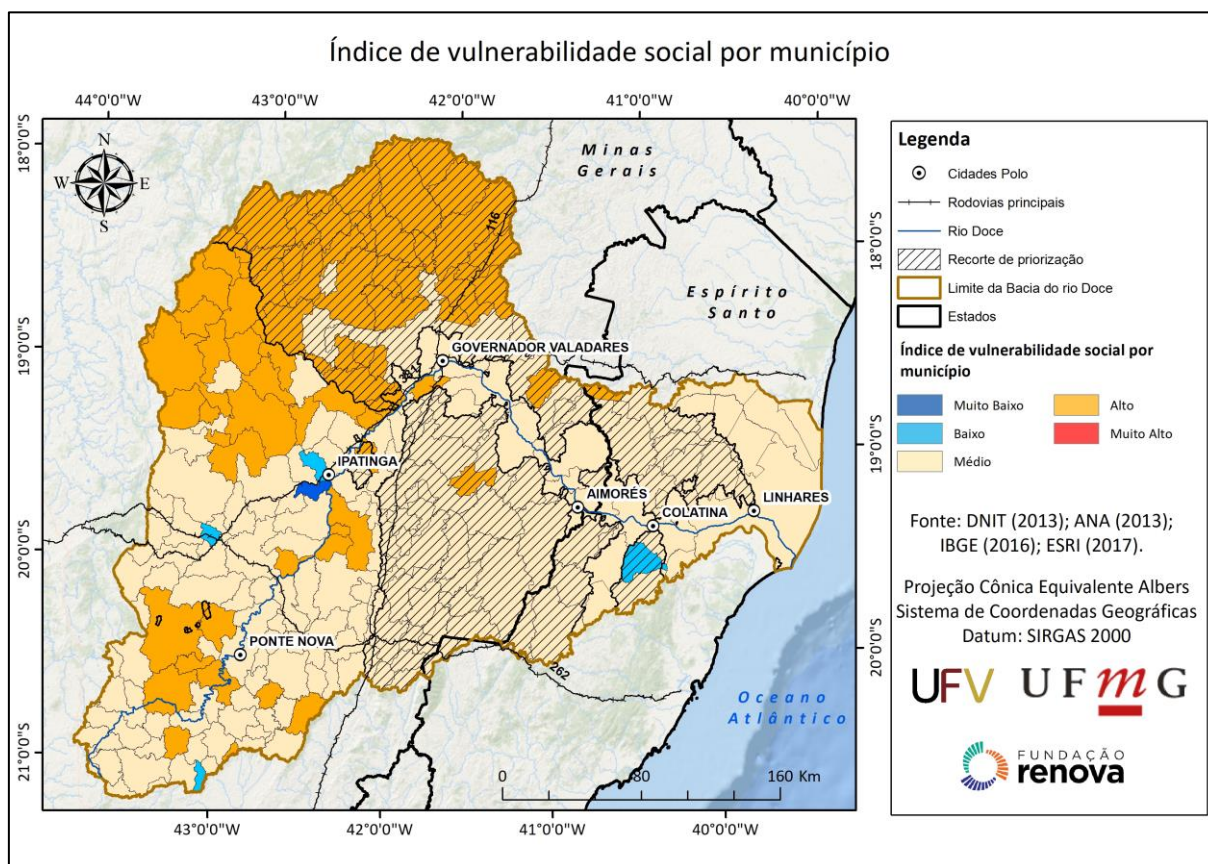 Índice de vulnerabilidade social por município
44°0'0"W
43°0'0"W
42°0'0"W
41°0'0"W
40°0'0"W
18°0'0"S
19°0'0"S
20°0'0"S
21°0'0"S
18°0'0"S
19°0'0"S
20°0'0"S
43°0'0"W
42°0'0"W
41°0'0"W
40°0'0"W
N
W
E
S
Minas
Gerais
116
Espírito
Santo
GOVERNADOR VALADARES
381
IPATINGA
AIMORÉS
COLATINA
LINHARES
PONTE NOVA
262
Oceano
Atlântico
0
80
160 Km
Legenda
Cidades Polo
Rodovias principais
Rio Doce
Recorte de priorização
Limite da Bacia do rio Doce
Estados
Índice de vulnerabilidade social por
município
Muito Baixo
Alto
Baixo
Muito Alto
Médio
Fonte: DNIT (2013); ANA (2013);
IBGE (2016); ESRI (2017).
Projeção Cônica Equivalente Albers
Sistema de Coordenadas Geográficas
Datum: SIRGAS 2000
UFV
UFmG
FUNDAÇÃO
renova